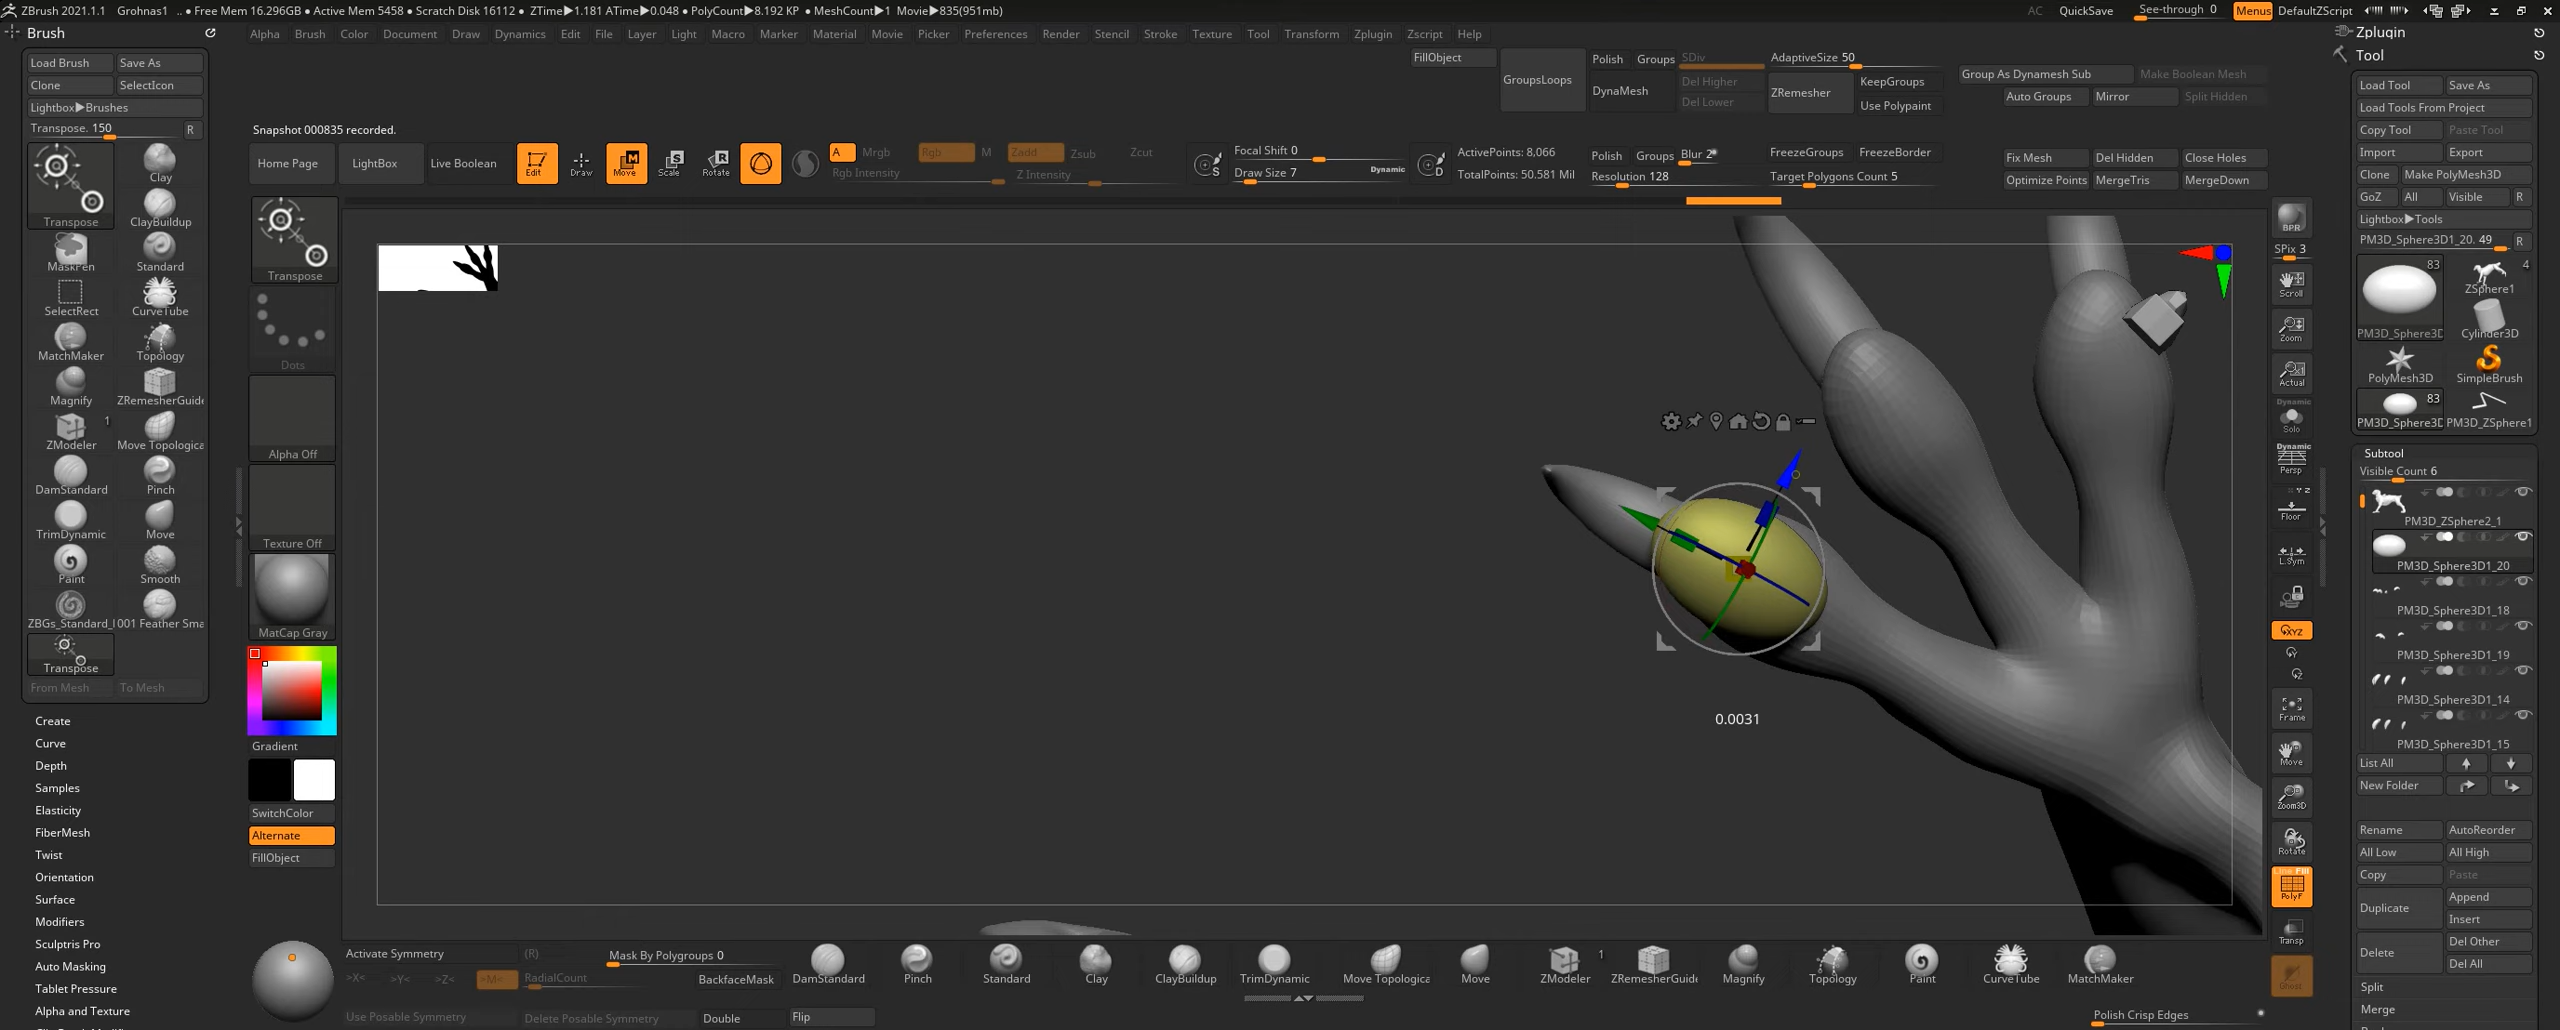 ZBrush 2021.1.1 Grohnas1 .. • Free Mem 16.296GB • Active Mem 5458 • Scratch Disk 16112 • ZTime▶1.181 ATime▶0.048 • PolyCount▶8.192 KP • MeshCount▶1 Movie▶835(951mb)
AC QuickSave See-through 0 Menus DefaultZScript
Brush
Alpha Brush Color Document Draw Dynamics Edit File Layer Light Macro Marker Material Movie Picker Preferences Render Stencil Stroke Texture Tool Transform Zplugin Zscript Help
Zplugin
Tool
Load Brush Save As
Clone SelectIcon
Lightbox▶Brushes
Transpose. 150 R
Transpose
Clay
ClayBuildup
MaskPen Standard
SelectRect CurveTube
MatchMaker Topology
Magnify ZRemesherGuide
1
ZModeler Move Topologica
DamStandard Pinch
TrimDynamic Move
Paint Smooth
ZBGs_Standard_I 001 Feather Sma
Transpose
From Mesh To Mesh
Create
Curve
Depth
Samples
Elasticity
FiberMesh
Twist
Orientation
Surface
Modifiers
Sculptris Pro
Auto Masking
Tablet Pressure
Alpha and Texture
FillObject GroupsLoops
Polish Groups
DynaMesh
SDiv
Del Higher
Del Lower
AdaptiveSize 50
ZRemesher KeepGroups
Use Polypaint
Group As Dynamesh Sub Make Boolean Mesh
Auto Groups Mirror Split Hidden
Snapshot 000835 recorded.
Home Page LightBox Live Boolean
Edit Draw Move Scale Rotate
A Mrgb Rgb M Zadd Zsub Zcut
Rgb Intensity Z Intensity
S
Focal Shift 0
Draw Size 7 Dynamic
D
ActivePoints: 8,066
TotalPoints: 50.581 Mil
Polish Groups Blur 2
Resolution 128
FreezeGroups FreezeBorder
Target Polygons Count 5
Fix Mesh Del Hidden Close Holes
Optimize Points MergeTris MergeDown
Transpose
Dots
Alpha Off
Texture Off
MatCap Gray
Gradient
SwitchColor
Alternate
FillObject
0.0031
BPR
SPix 3
Scroll
Zoom
Actual
Dynamic
Solo
Dynamic
Persp
Floor
L.Sym
XYZ
Y
Z
Frame
Move
Zoom3D
Rotate
Line Fill
PolyF
Transp
Ghost
Load Tool Save As
Load Tools From Project
Copy Tool Paste Tool
Import Export
Clone Make PolyMesh3D
GoZ All Visible R
Lightbox▶Tools
PM3D_Sphere3D1_20. 49 R
83 4
PM3D_Sphere3D
ZSphere1
Cylinder3D
PolyMesh3D SimpleBrush
83
PM3D_Sphere3D PM3D_ZSphere1
Subtool
Visible Count 6
PM3D_ZSphere2_1
PM3D_Sphere3D1_20
PM3D_Sphere3D1_18
PM3D_Sphere3D1_19
PM3D_Sphere3D1_14
PM3D_Sphere3D1_15
List All
New Folder
Rename AutoReorder
All Low All High
Copy Paste
Duplicate Append
Insert
Delete Del Other
Del All
Split
Merge
Activate Symmetry (R)
>X< >Y< >Z< >M< RadialCount
Use Posable Symmetry Delete Posable Symmetry
Mask By Polygroups 0
BackfaceMask
Double Flip
DamStandard Pinch Standard Clay ClayBuildup TrimDynamic Move Topologica Move ZModeler 1 ZRemesherGuide Magnify Topology Paint CurveTube MatchMaker
Polish Crisp Edges